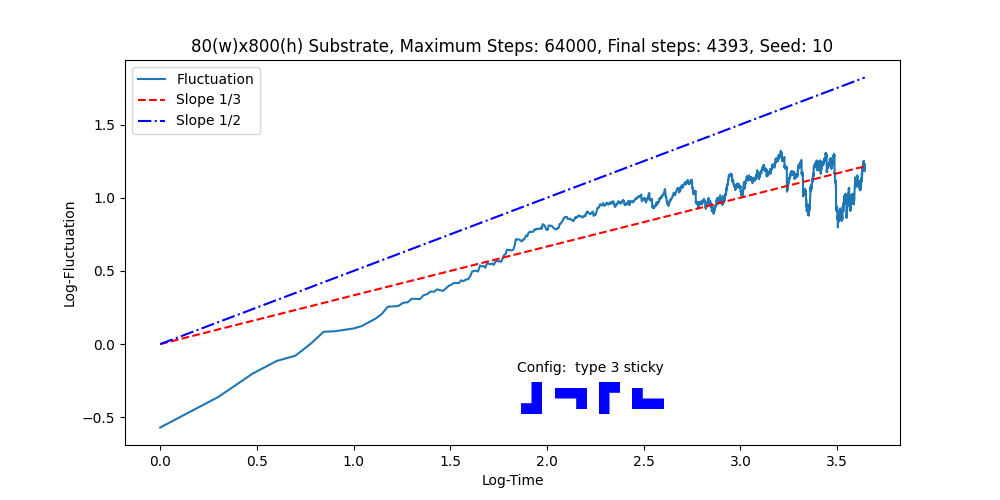 80(w)x800(h) Substrate, Maximum Steps: 64000, Final steps: 4393, Seed: 10
Fluctuation
Slope 1/3
Slope 1/2
1.5
1.0
0.5
0.0
−0.5
Log-Fluctuation
Config:  type 3 sticky
0.0 0.5 1.0 1.5 2.0 2.5 3.0 3.5
Log-Time